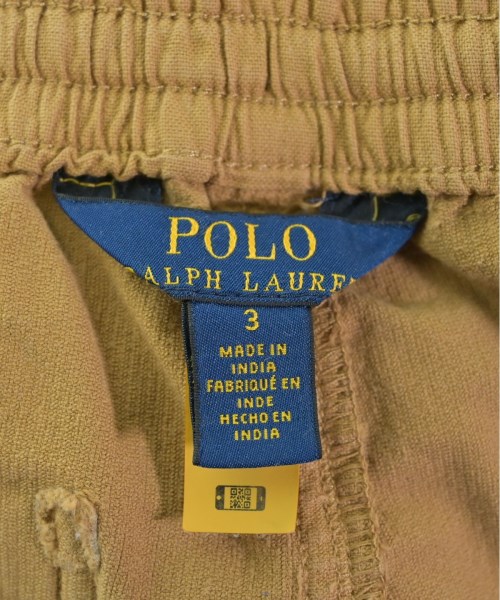 POLO
RALPH LAUREN
3
MADE IN
INDIA
FABRIQUÉ EN
INDE
HECHO EN
INDIA